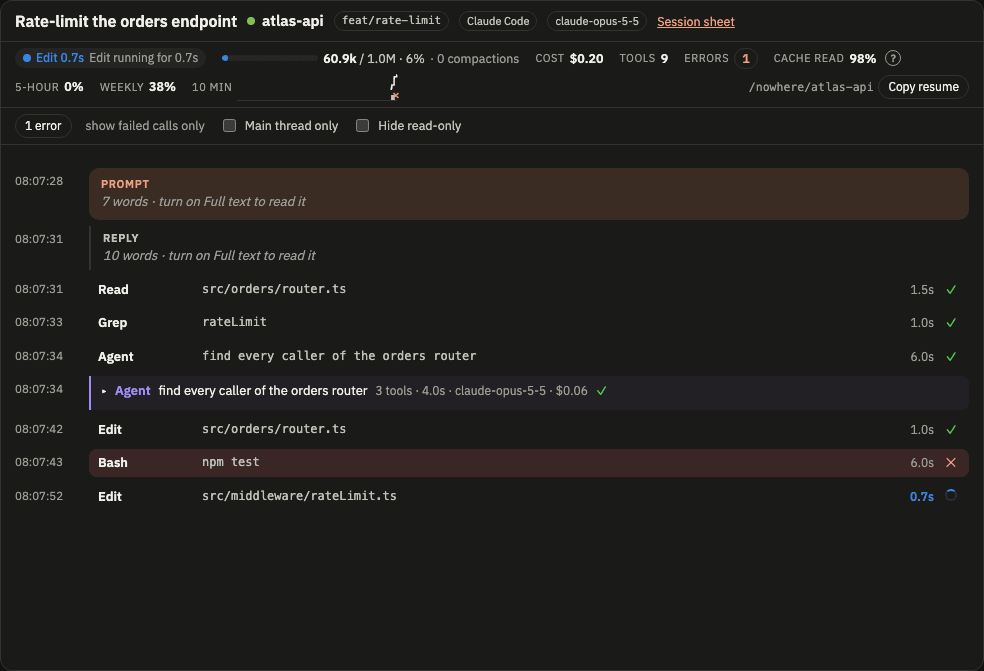 Rate-limit the orders endpoint atlas-api feat/rate-limit Claude Code claude-opus-5-5 Session sheet
Edit 0.7s Edit running for 0.7s 60.9k / 1.0M · 6% · 0 compactions COST $0.20 TOOLS 9 ERRORS 1 CACHE READ 98% ?
5-HOUR 0% WEEKLY 38% 10 MIN /nowhere/atlas-api Copy resume
1 error show failed calls only Main thread only Hide read-only
08:07:28 PROMPT
7 words · turn on Full text to read it
08:07:31 REPLY
10 words · turn on Full text to read it
08:07:31 Read src/orders/router.ts 1.5s ✓
08:07:33 Grep rateLimit 1.0s ✓
08:07:34 Agent find every caller of the orders router 6.0s ✓
08:07:34 ▸ Agent find every caller of the orders router 3 tools · 4.0s · claude-opus-5-5 · $0.06 ✓
08:07:42 Edit src/orders/router.ts 1.0s ✓
08:07:43 Bash npm test 6.0s ✕
08:07:52 Edit src/middleware/rateLimit.ts 0.7s